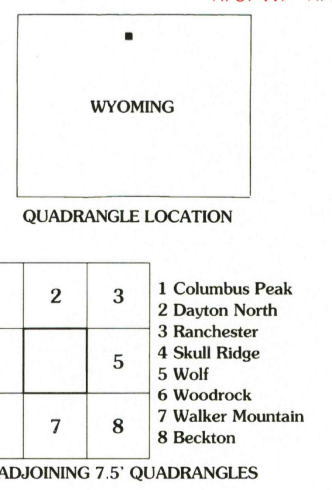 WYOMING
QUADRANGLE LOCATION
2 3
5
7 8
1 Columbus Peak
2 Dayton North
3 Ranchester
4 Skull Ridge
5 Wolf
6 Woodrock
7 Walker Mountain
8 Beckton
ADJOINING 7.5' QUADRANGLES